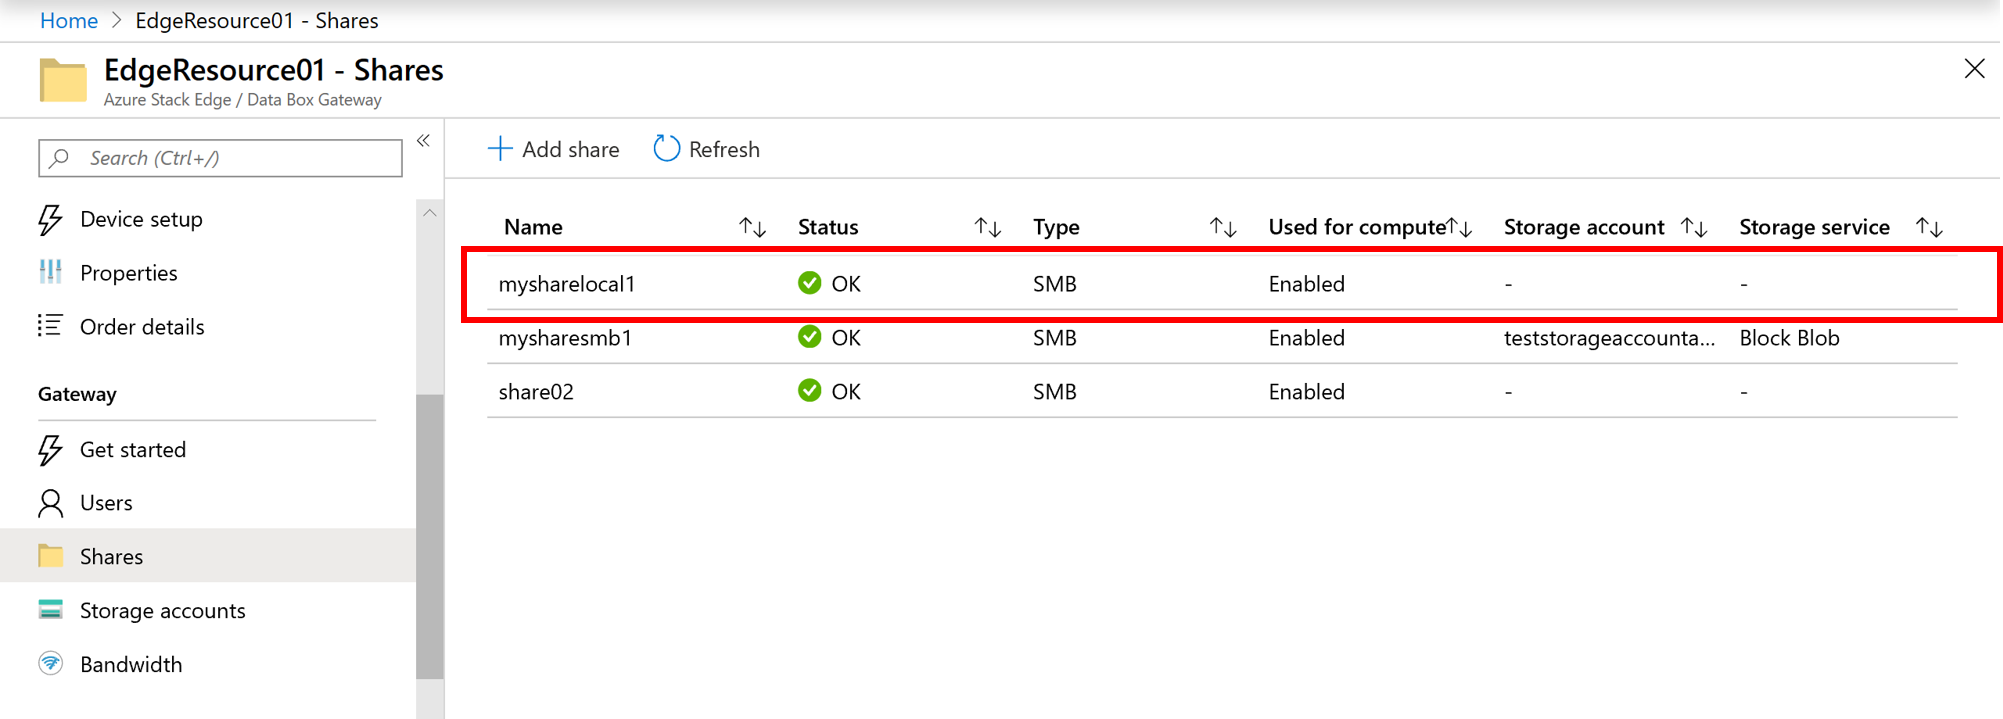 Home > EdgeResource01 - Shares
EdgeResource01 - Shares
Azure Stack Edge / Data Box Gateway
Search (Ctrl+/)
Device setup
Properties
Order details
Gateway
Get started
Users
Shares
Storage accounts
Bandwidth
Add share Refresh
Name Status Type Used for compute Storage account Storage service
mysharelocal1 OK SMB Enabled - -
mysharesmb1 OK SMB Enabled teststorageaccounta... Block Blob
share02 OK SMB Enabled - -